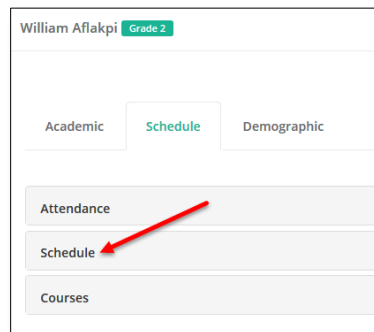 William Aflakpi Grade 2
Academic Schedule Demographic
Attendance
Schedule
Courses